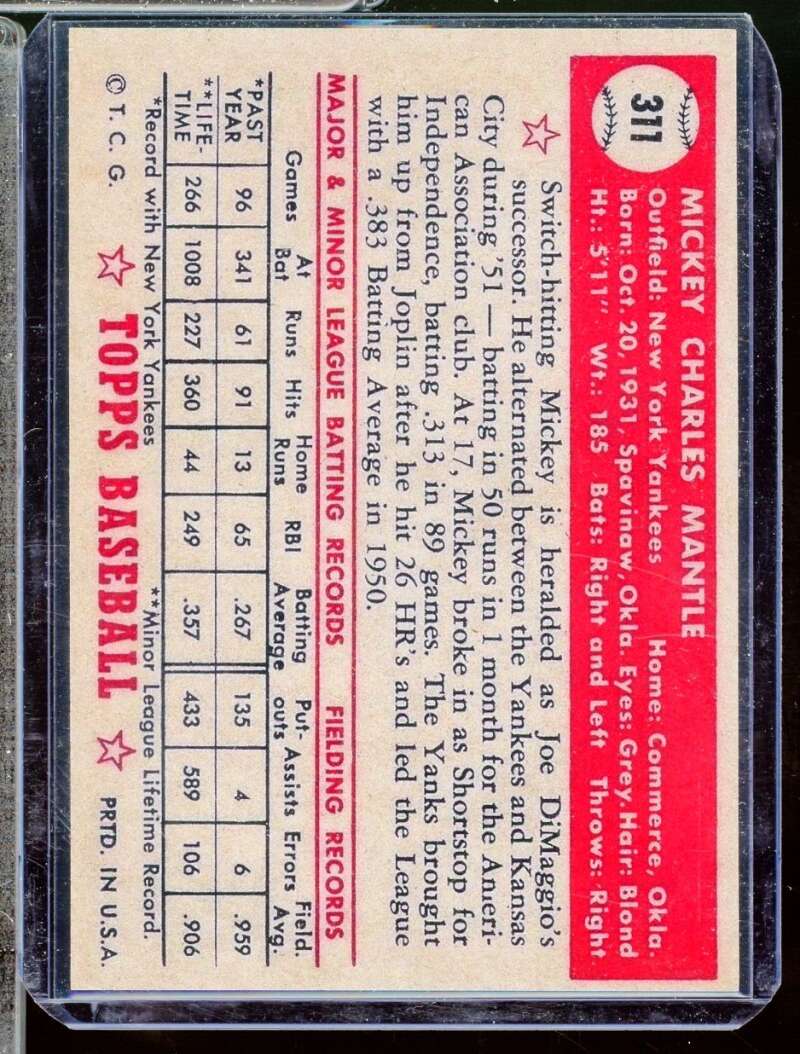 311
MICKEY CHARLES MANTLE
Outfield: New York Yankees Home: Commerce, Okla.
Born: Oct. 20, 1931, Spavinaw, Okla. Eyes: Grey. Hair: Blond
Ht.: 5'11" Wt.: 185 Bats: Right and Left Throws: Right
Switch-hitting Mickey is heralded as Joe DiMaggio's
successor. He alternated between the Yankees and Kansas
City during '51 — batting in 50 runs in 1 month for the Ameri-
can Association club. At 17, Mickey broke in as Shortstop for
Independence, batting .313 in 89 games. The Yanks brought
him up from Joplin after he hit 26 HR's and led the League
with a .383 Batting Average in 1950.
MAJOR & MINOR LEAGUE BATTING RECORDS FIELDING RECORDS
Games At Bat Runs Hits Home Runs RBI Batting Average Put-outs Assists Errors Field. Avg.
*PAST YEAR 96 341 61 91 13 65 .267 135 4 6 .959
**LIFE-TIME 266 1008 227 360 44 249 .357 433 589 106 .906
*Record with New York Yankees **Minor League Lifetime Record.
© T. C. G. TOPPS BASEBALL PRTD. IN U.S.A.